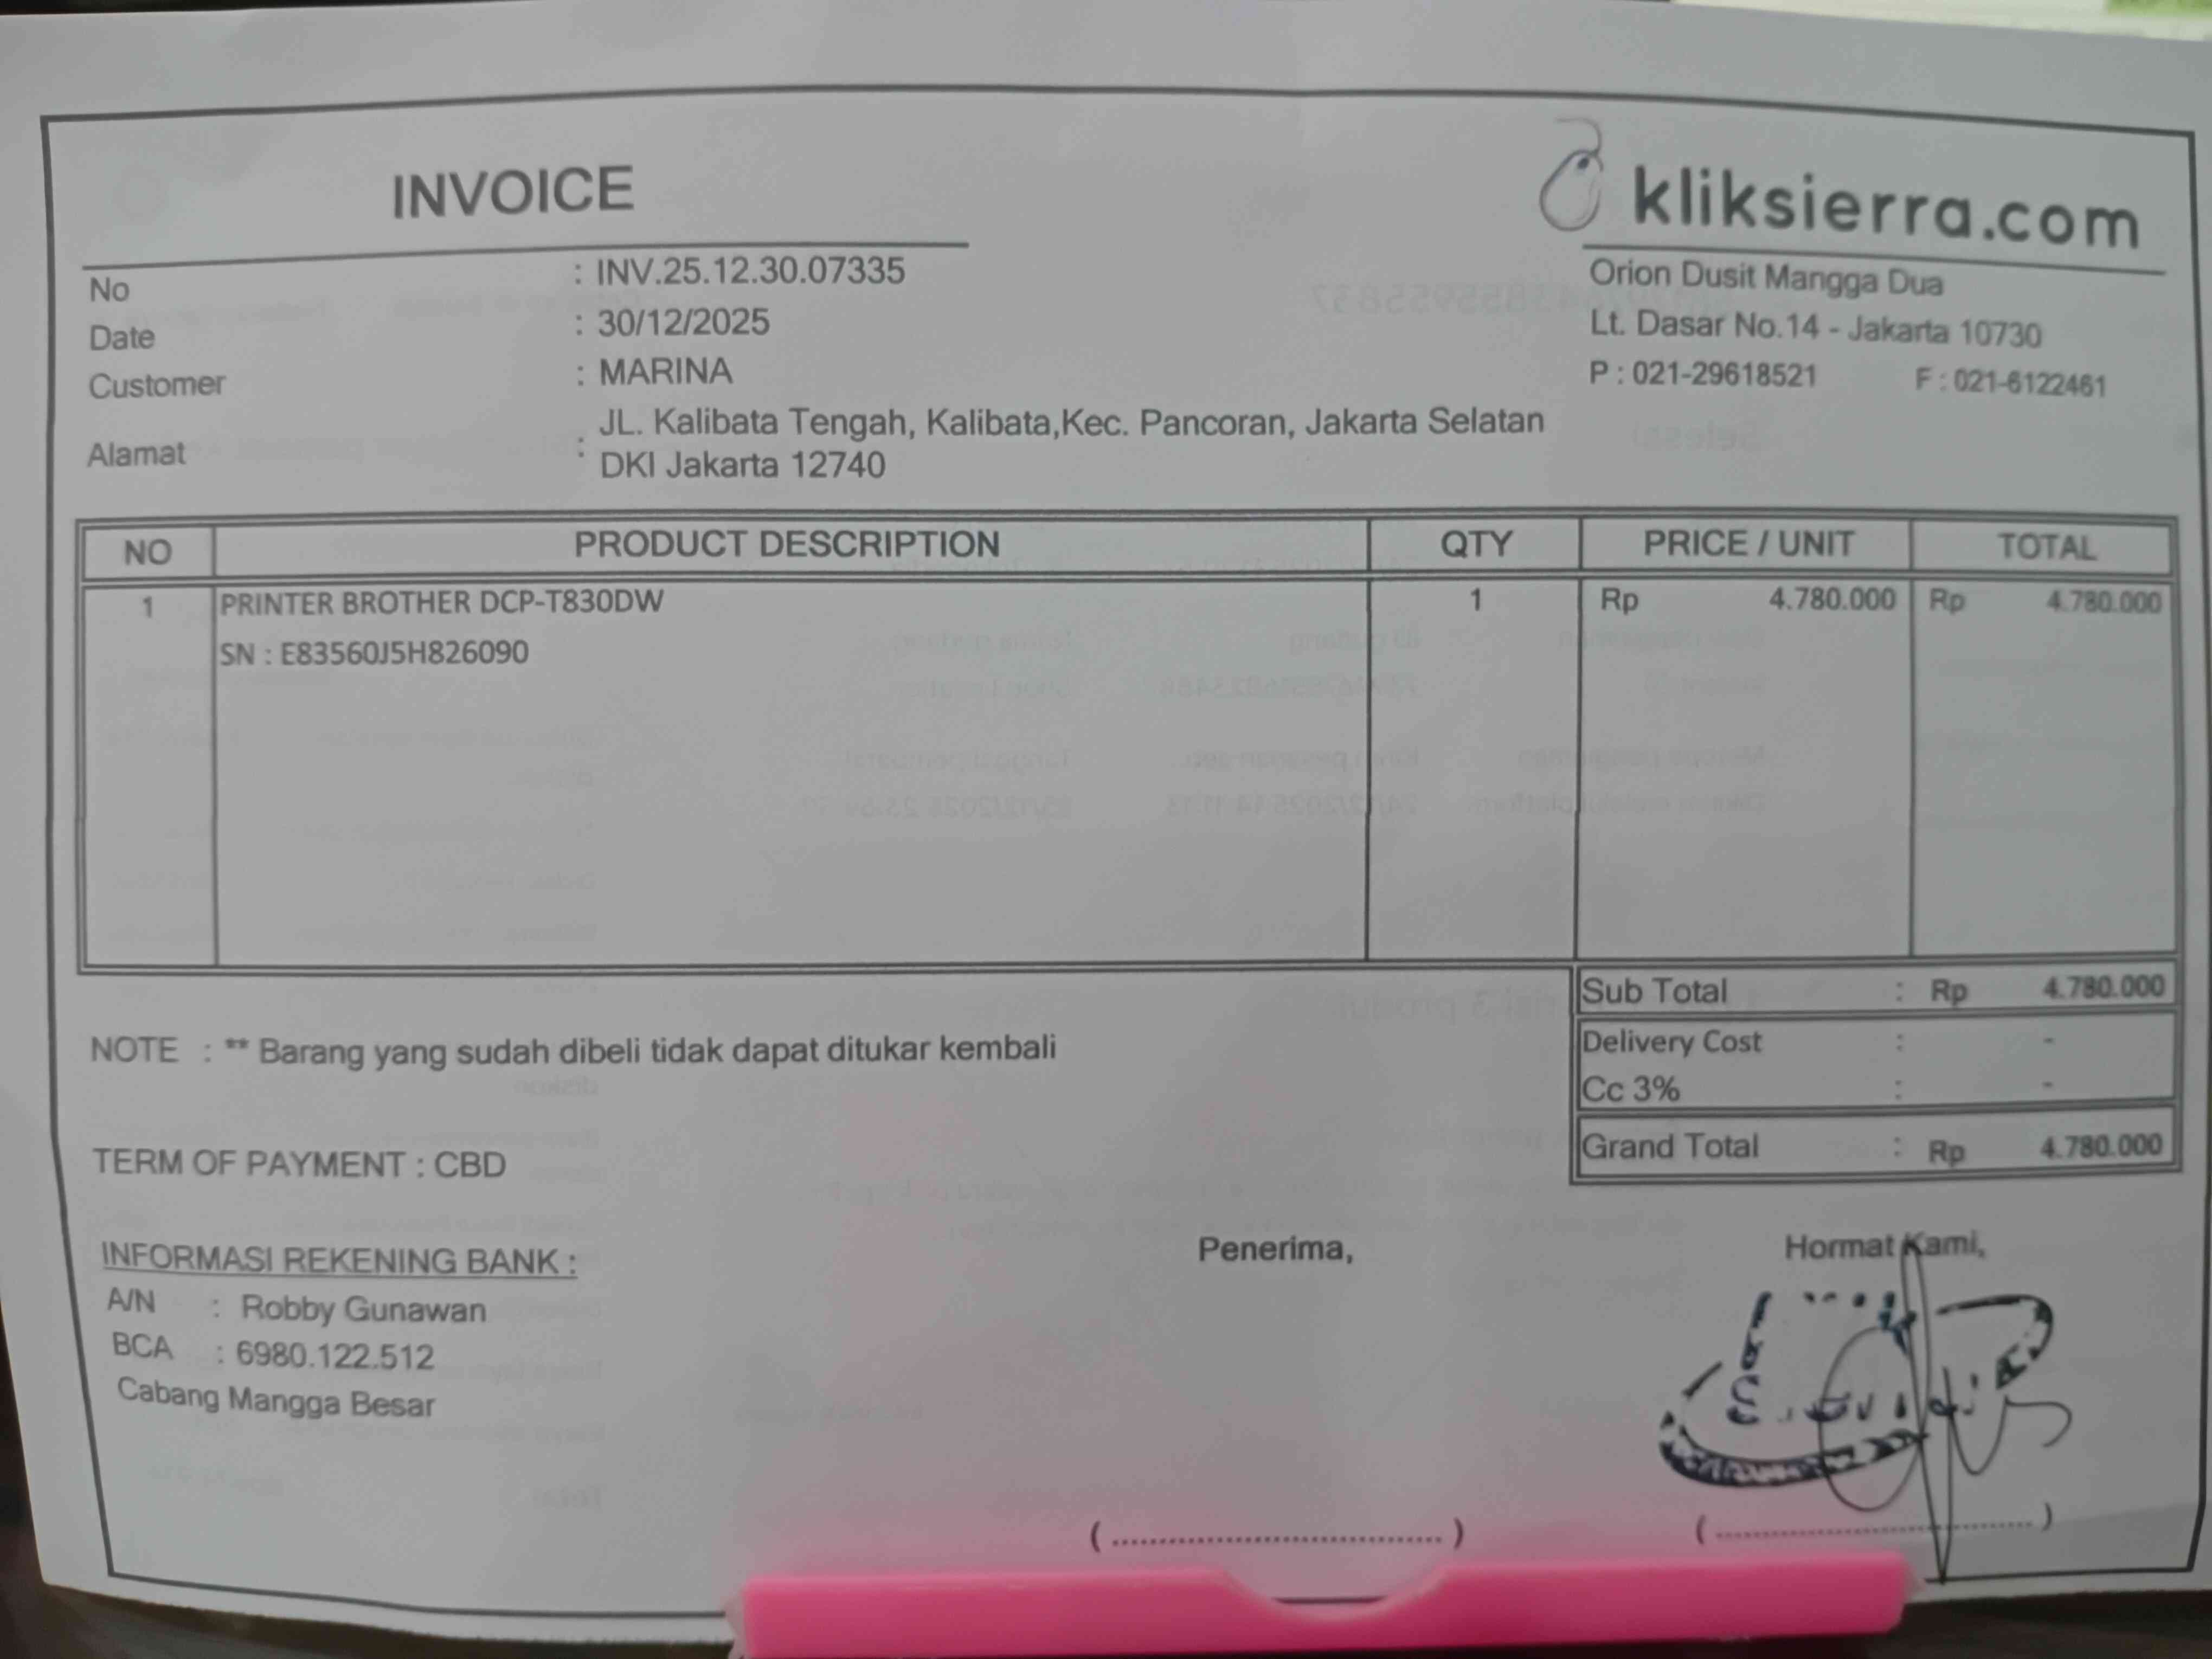 INVOICE
kliksierra.com
Orion Dusit Mangga Dua
Lt. Dasar No.14 - Jakarta 10730
P : 021-29618521 F : 021-6122461
No : INV.25.12.30.07335
Date : 30/12/2025
Customer : MARINA
Alamat : JL. Kalibata Tengah, Kalibata,Kec. Pancoran, Jakarta Selatan
DKI Jakarta 12740
NO PRODUCT DESCRIPTION QTY PRICE / UNIT TOTAL
1 PRINTER BROTHER DCP-T830DW 1 Rp 4.780.000 Rp 4.780.000
SN : E83560J5H826090
Sub Total : Rp 4.780.000
Delivery Cost : -
Cc 3% : -
Grand Total : Rp 4.780.000
NOTE : ** Barang yang sudah dibeli tidak dapat ditukar kembali
TERM OF PAYMENT : CBD
INFORMASI REKENING BANK :
A/N : Robby Gunawan
BCA : 6980.122.512
Cabang Mangga Besar
Penerima,
( .................................... )
Hormat Kami,
( .................................... )